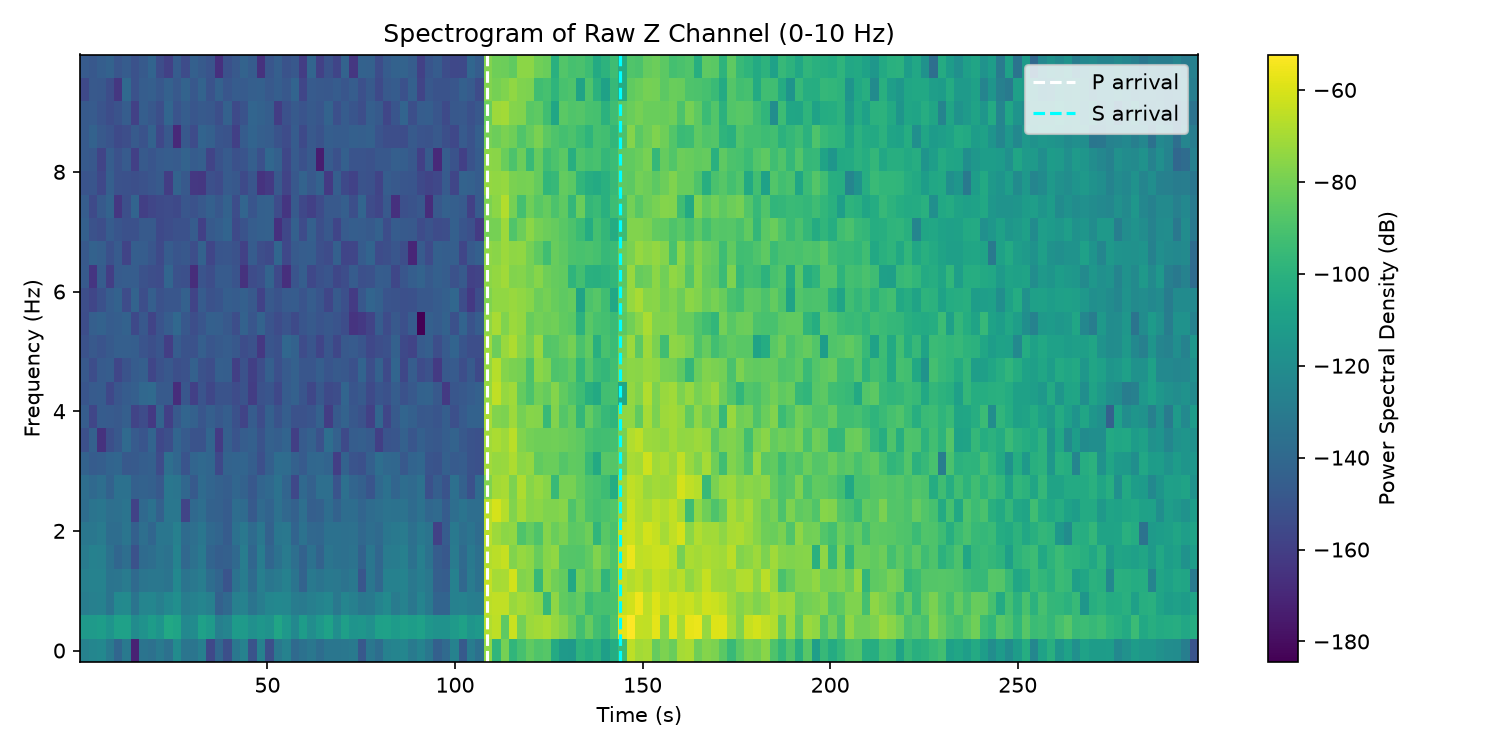 Spectrogram of Raw Z Channel (0-10 Hz)
P arrival
S arrival
Frequency (Hz)
8
6
4
2
0
50
100
150
200
250
Time (s)
−60
−80
−100
−120
−140
−160
−180
Power Spectral Density (dB)